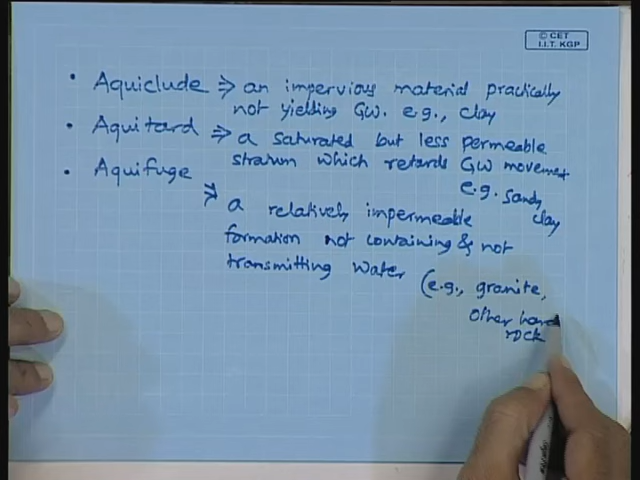 © CET
I.I.T. KGP
• Aquiclude ⇒ an impervious material practically
not yielding GW. e.g., clay
• Aquitard ⇒ a saturated but less permeable
stratum which retards GW movement
e.g. sandy
clay
• Aquifuge
⇒ a relatively impermeable
formation not containing & not
transmitting water (e.g., granite,
other hard
rock